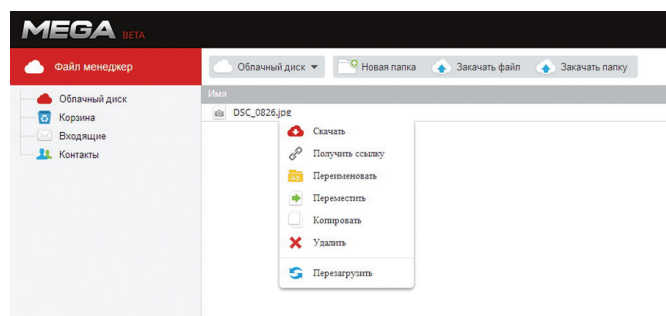 MEGA BETA
Файл менеджер
Облачный диск
Новая папка
Закачать файл
Закачать папку
Облачный диск
Корзина
Входящие
Контакты
Имя
DSC_0826.jpg
Скачать
Получить ссылку
Переименовать
Переместить
Копировать
Удалить
Перезагрузить